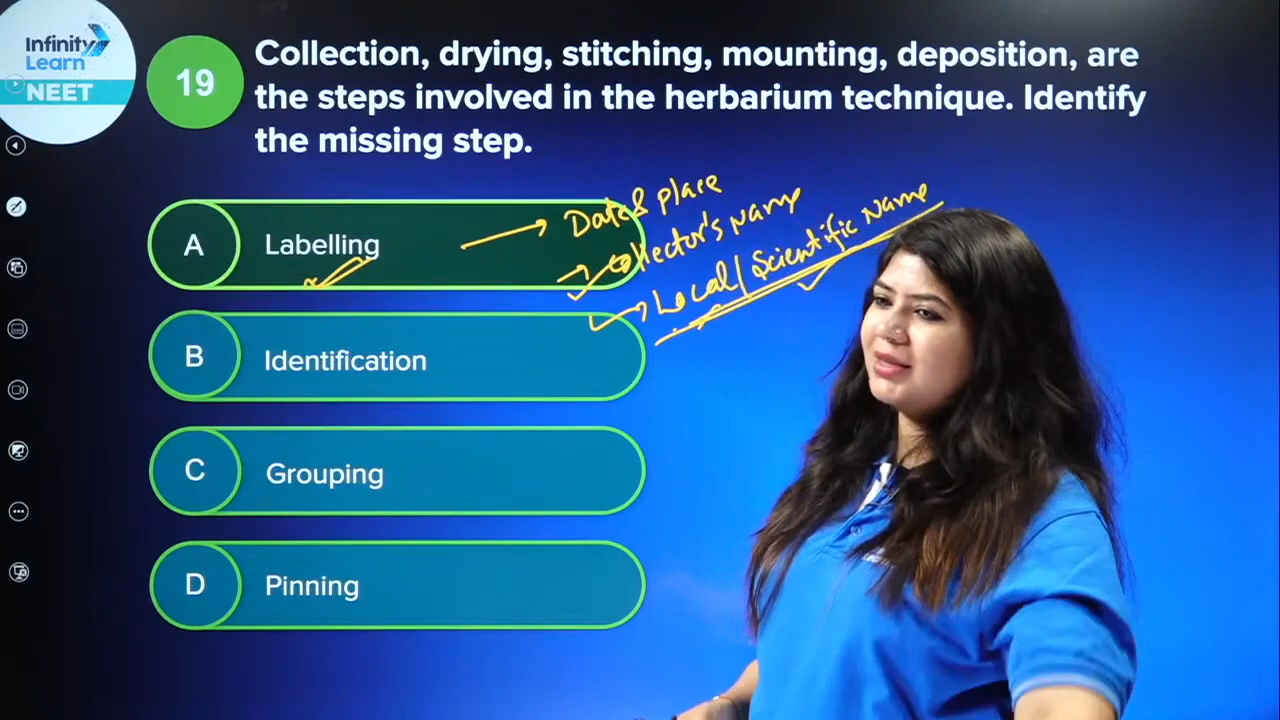 Infinity
Learn
NEET
19
Collection, drying, stitching, mounting, deposition, are
the steps involved in the herbarium technique. Identify
the missing step.
A
Labelling
Date & place
Collector's Name
Local/Scientific Name
B
Identification
C
Grouping
D
Pinning